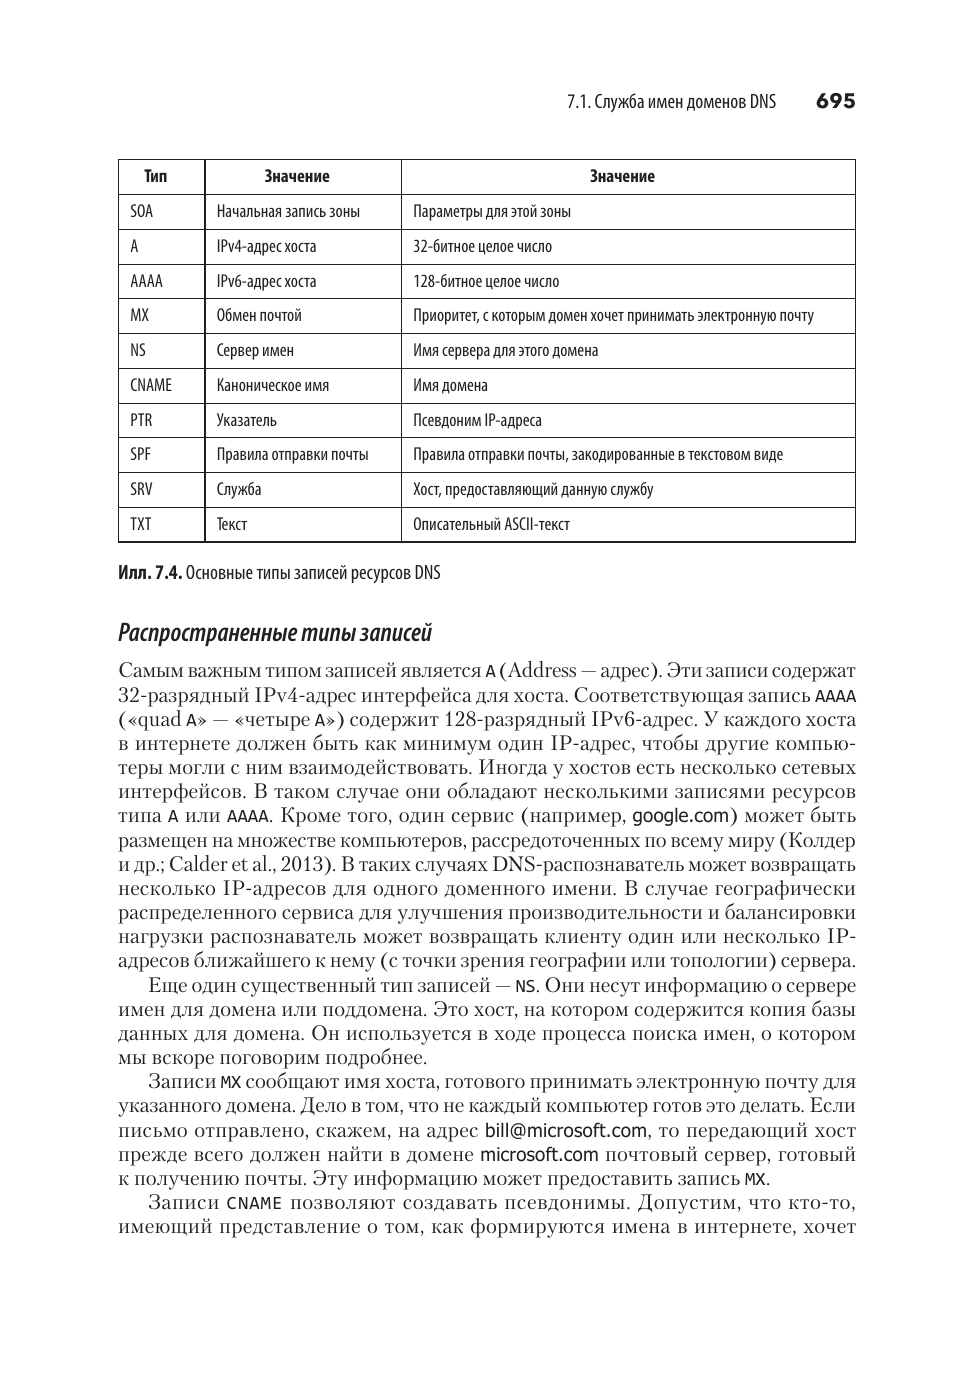 7.1. Служба имен доменов DNS 695
Тип Значение Значение
SOA Начальная запись зоны Параметры для этой зоны
A IPv4-адрес хоста 32-битное целое число
AAAA IPv6-адрес хоста 128-битное целое число
MX Обмен почтой Приоритет, с которым домен хочет принимать электронную почту
NS Сервер имен Имя сервера для этого домена
CNAME Каноническое имя Имя домена
PTR Указатель Псевдоним IP-адреса
SPF Правила отправки почты Правила отправки почты, закодированные в текстовом виде
SRV Служба Хост, предоставляющий данную службу
TXT Текст Описательный ASCII-текст
Илл. 7.4. Основные типы записей ресурсов DNS
Распространенные типы записей
Самым важным типом записей является A (Address — адрес). Эти записи содержат
32-разрядный IPv4-адрес интерфейса для хоста. Соответствующая запись AAAA
(«quad A» — «четыре A») содержит 128-разрядный IPv6-адрес. У каждого хоста
в интернете должен быть как минимум один IP-адрес, чтобы другие компью-
теры могли с ним взаимодействовать. Иногда у хостов есть несколько сетевых
интерфейсов. В таком случае они обладают несколькими записями ресурсов
типа A или AAAA. Кроме того, один сервис (например, google.com) может быть
размещен на множестве компьютеров, рассредоточенных по всему миру (Колдер
и др.; Calder et al., 2013). В таких случаях DNS-распознаватель может возвращать
несколько IP-адресов для одного доменного имени. В случае географически
распределенного сервиса для улучшения производительности и балансировки
нагрузки распознаватель может возвращать клиенту один или несколько IP-
адресов ближайшего к нему (с точки зрения географии или топологии) сервера.
Еще один существенный тип записей — NS. Они несут информацию о сервере
имен для домена или поддомена. Это хост, на котором содержится копия базы
данных для домена. Он используется в ходе процесса поиска имен, о котором
мы вскоре поговорим подробнее.
Записи MX сообщают имя хоста, готового принимать электронную почту для
указанного домена. Дело в том, что не каждый компьютер готов это делать. Если
письмо отправлено, скажем, на адрес bill@microsoft.com, то передающий хост
прежде всего должен найти в домене microsoft.com почтовый сервер, готовый
к получению почты. Эту информацию может предоставить запись MX.
Записи CNAME позволяют создавать псевдонимы. Допустим, что кто-то,
имеющий представление о том, как формируются имена в интернете, хочет